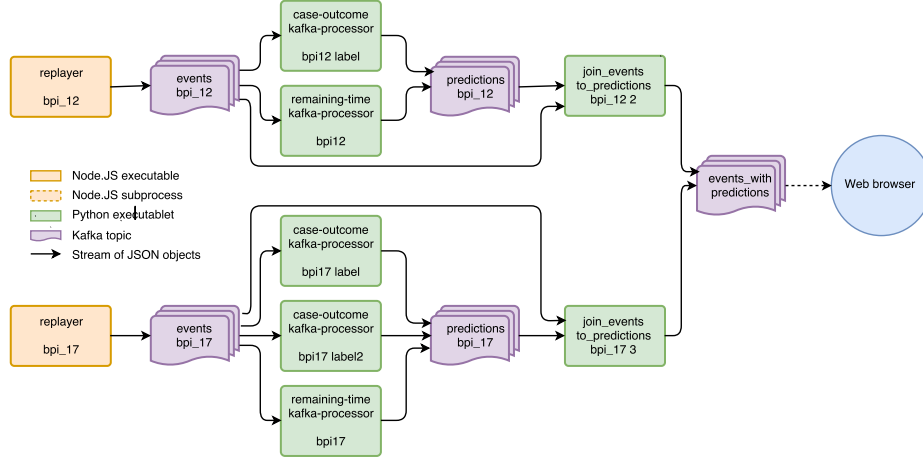 case-outcome
kafka-processor
bpi12 label
replayer
bpi_12
events
bpi_12
remaining-time
kafka-processor
bpi12
predictions
bpi_12
join_events
to_predictions
bpi_12 2
Node.JS executable
Node.JS subprocess
Python executablet
Kafka topic
Stream of JSON objects
events_with
predictions
Web browser
case-outcome
kafka-processor
bpi17 label
replayer
bpi_17
events
bpi_17
case-outcome
kafka-processor
bpi17 label2
remaining-time
kafka-processor
bpi17
predictions
bpi_17
join_events
to_predictions
bpi_17 3